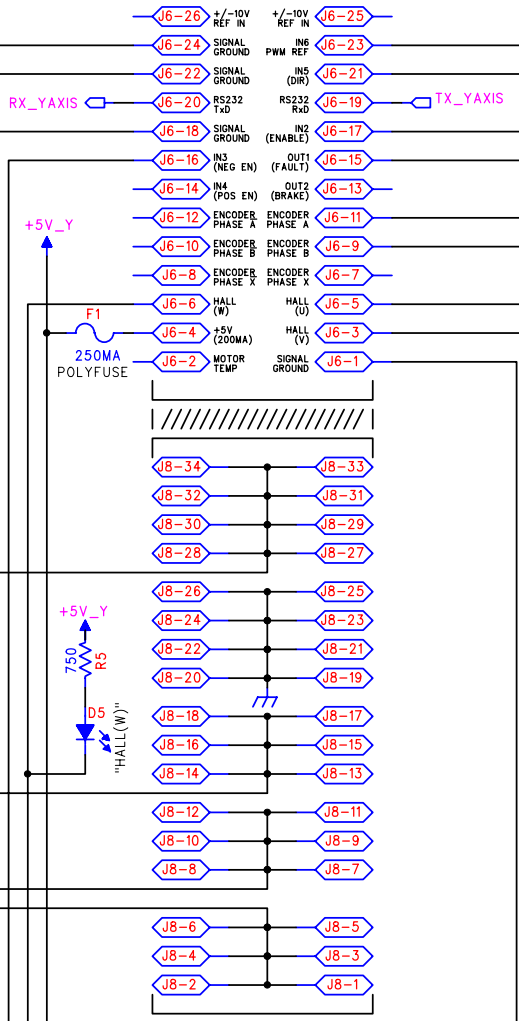 J6-26 +/-10V REF IN +/-10V REF IN J6-25
J6-24 SIGNAL GROUND IN6 PWM REF J6-23
J6-22 SIGNAL GROUND IN5 (DIR) J6-21
RX_YAXIS J6-20 RS232 TxD RS232 RxD J6-19 TX_YAXIS
J6-18 SIGNAL GROUND IN2 (ENABLE) J6-17
J6-16 IN3 (NEG EN) OUT1 (FAULT) J6-15
J6-14 IN4 (POS EN) OUT2 (BRAKE) J6-13
J6-12 ENCODER PHASE A ENCODER PHASE A J6-11
+5V_Y
J6-10 ENCODER PHASE B ENCODER PHASE B J6-9
J6-8 ENCODER PHASE X ENCODER PHASE X J6-7
J6-6 HALL (W) HALL (U) J6-5
F1
J6-4 +5V (200MA) HALL (V) J6-3
250MA
POLYFUSE
J6-2 MOTOR TEMP SIGNAL GROUND J6-1
J8-34 J8-33
J8-32 J8-31
J8-30 J8-29
J8-28 J8-27
J8-26 J8-25
+5V_Y
J8-24 J8-23
750 R5
J8-22 J8-21
J8-20 J8-19
D5
"HALL(W)"
J8-18 J8-17
J8-16 J8-15
J8-14 J8-13
J8-12 J8-11
J8-10 J8-9
J8-8 J8-7
J8-6 J8-5
J8-4 J8-3
J8-2 J8-1